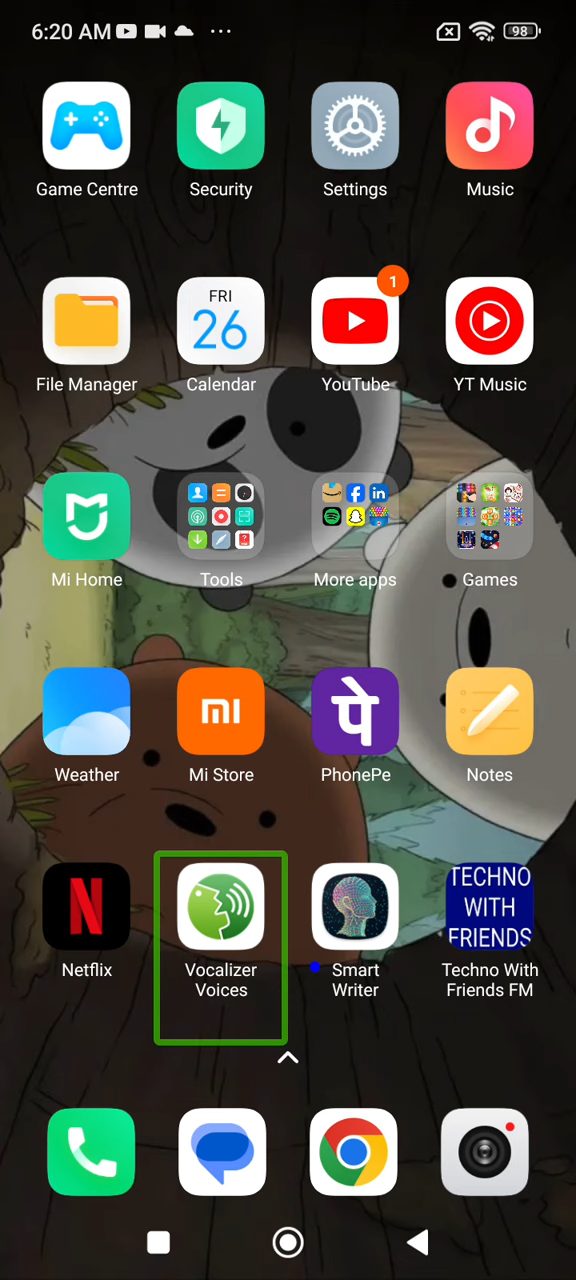 6:20 AM
98
Game Centre
Security
Settings
Music
FRI
26
1
File Manager
Calendar
YouTube
YT Music
in
Mi Home
Tools
More apps
Games
mi
पे
Weather
Mi Store
PhonePe
Notes
N
TECHNO
WITH
FRIENDS
Netflix
Vocalizer
Voices
Smart
Writer
Techno With
Friends FM